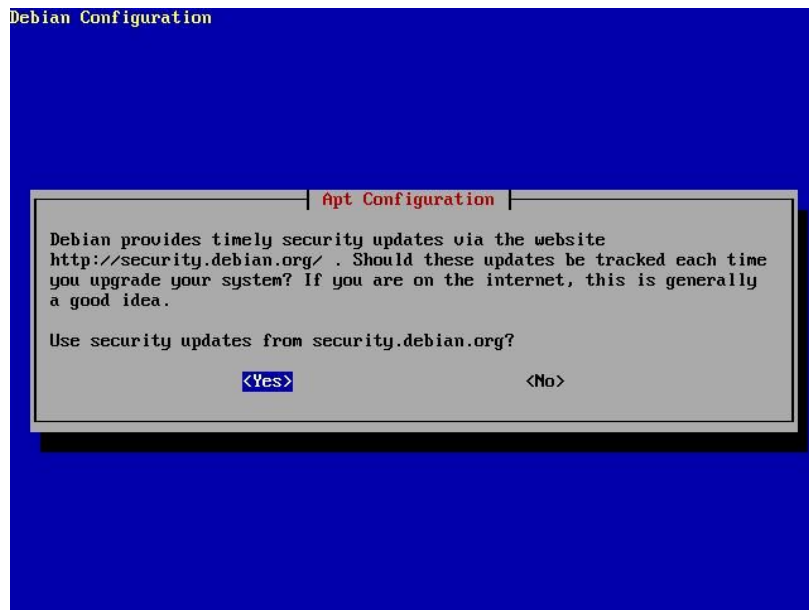 Debian Configuration
Apt Configuration
Debian provides timely security updates via the website
http://security.debian.org/ . Should these updates be tracked each time
you upgrade your system? If you are on the internet, this is generally
a good idea.
Use security updates from security.debian.org?
<Yes> <No>